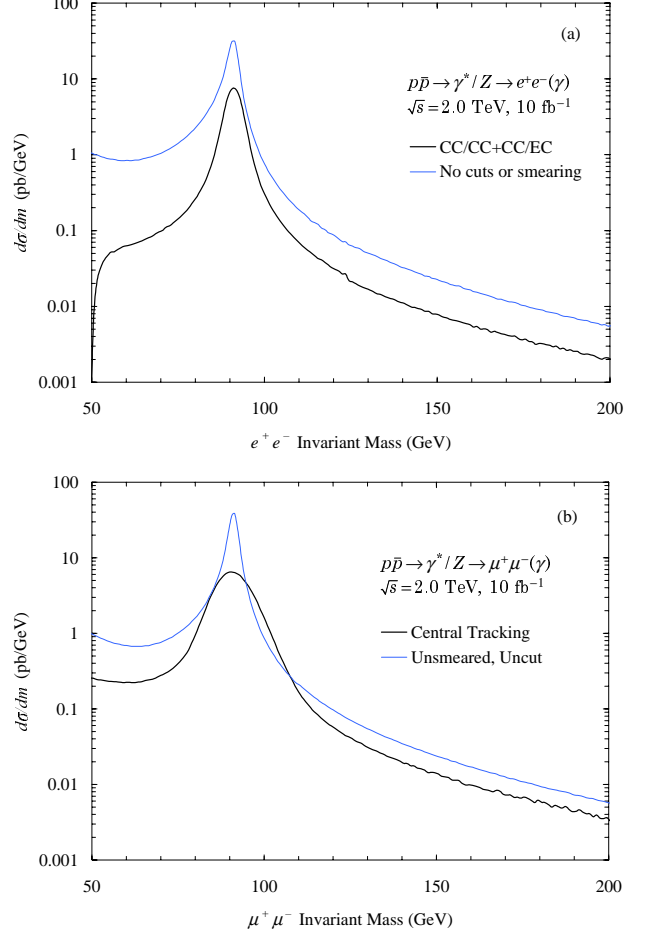 100
(a)
10
pp̄→γ*/Z→e⁺e⁻(γ)
√s=2.0 TeV, 10 fb⁻¹
1
CC/CC+CC/EC
No cuts or smearing
dσ/dm (pb/GeV)
0.1
0.01
0.001
50 100 150 200
e⁺e⁻ Invariant Mass (GeV)
100
(b)
10
pp̄→γ*/Z→μ⁺μ⁻(γ)
√s=2.0 TeV, 10 fb⁻¹
1
Central Tracking
Unsmeared, Uncut
dσ/dm (pb/GeV)
0.1
0.01
0.001
50 100 150 200
μ⁺μ⁻ Invariant Mass (GeV)